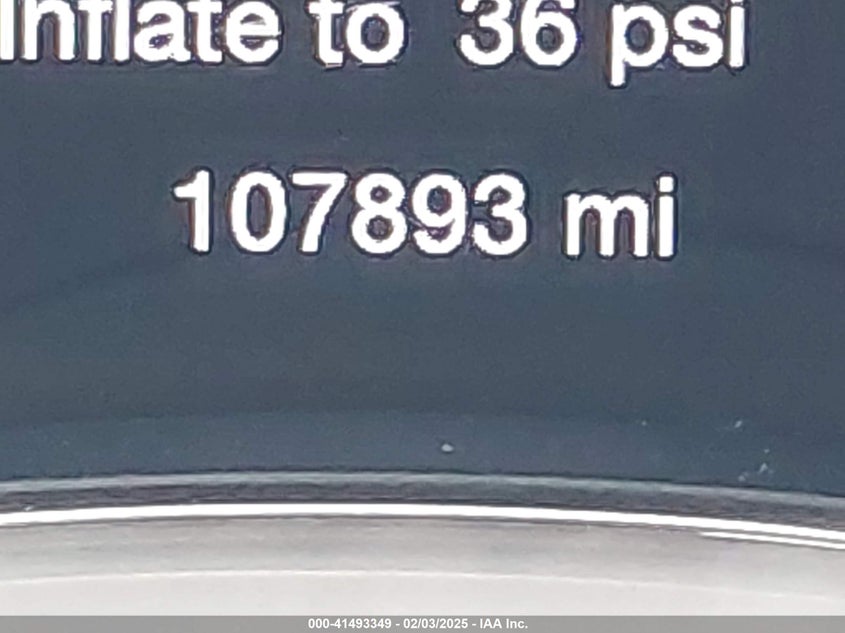 Inflate to 36 psi
107893 mi
000-41493349 - 02/03/2025 - IAA Inc.